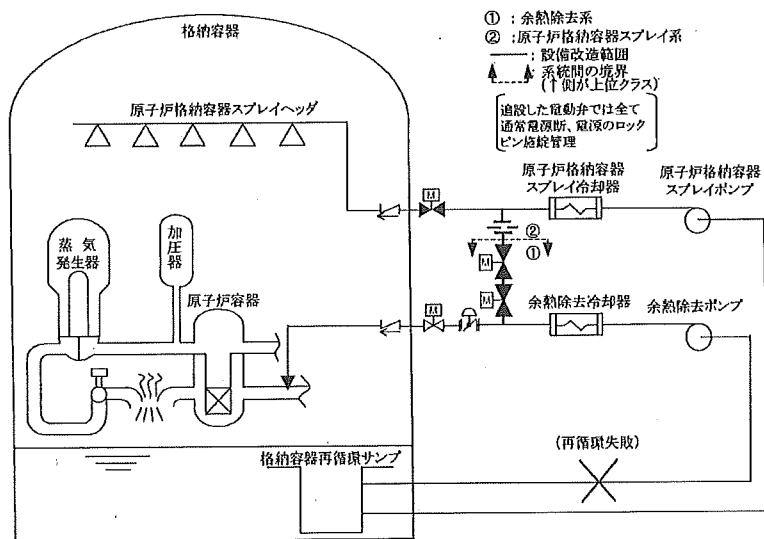 格納容器
① : 余熱除去系
② : 原子炉格納容器スプレイ系
: 設備改造範囲
: 系統間の境界
(↑側が上位クラス)
追設した電動弁では全て
通常電源断、電源のロック
ピン施錠管理
原子炉格納容器スプレイヘッダ
原子炉格納容器
スプレイ冷却器
原子炉格納容器
スプレイポンプ
M
②
①
M
M
蒸気
発生器
加圧器
原子炉容器
M
余熱除去冷却器
余熱除去ポンプ
(再循環失敗)
格納容器再循環サンプ